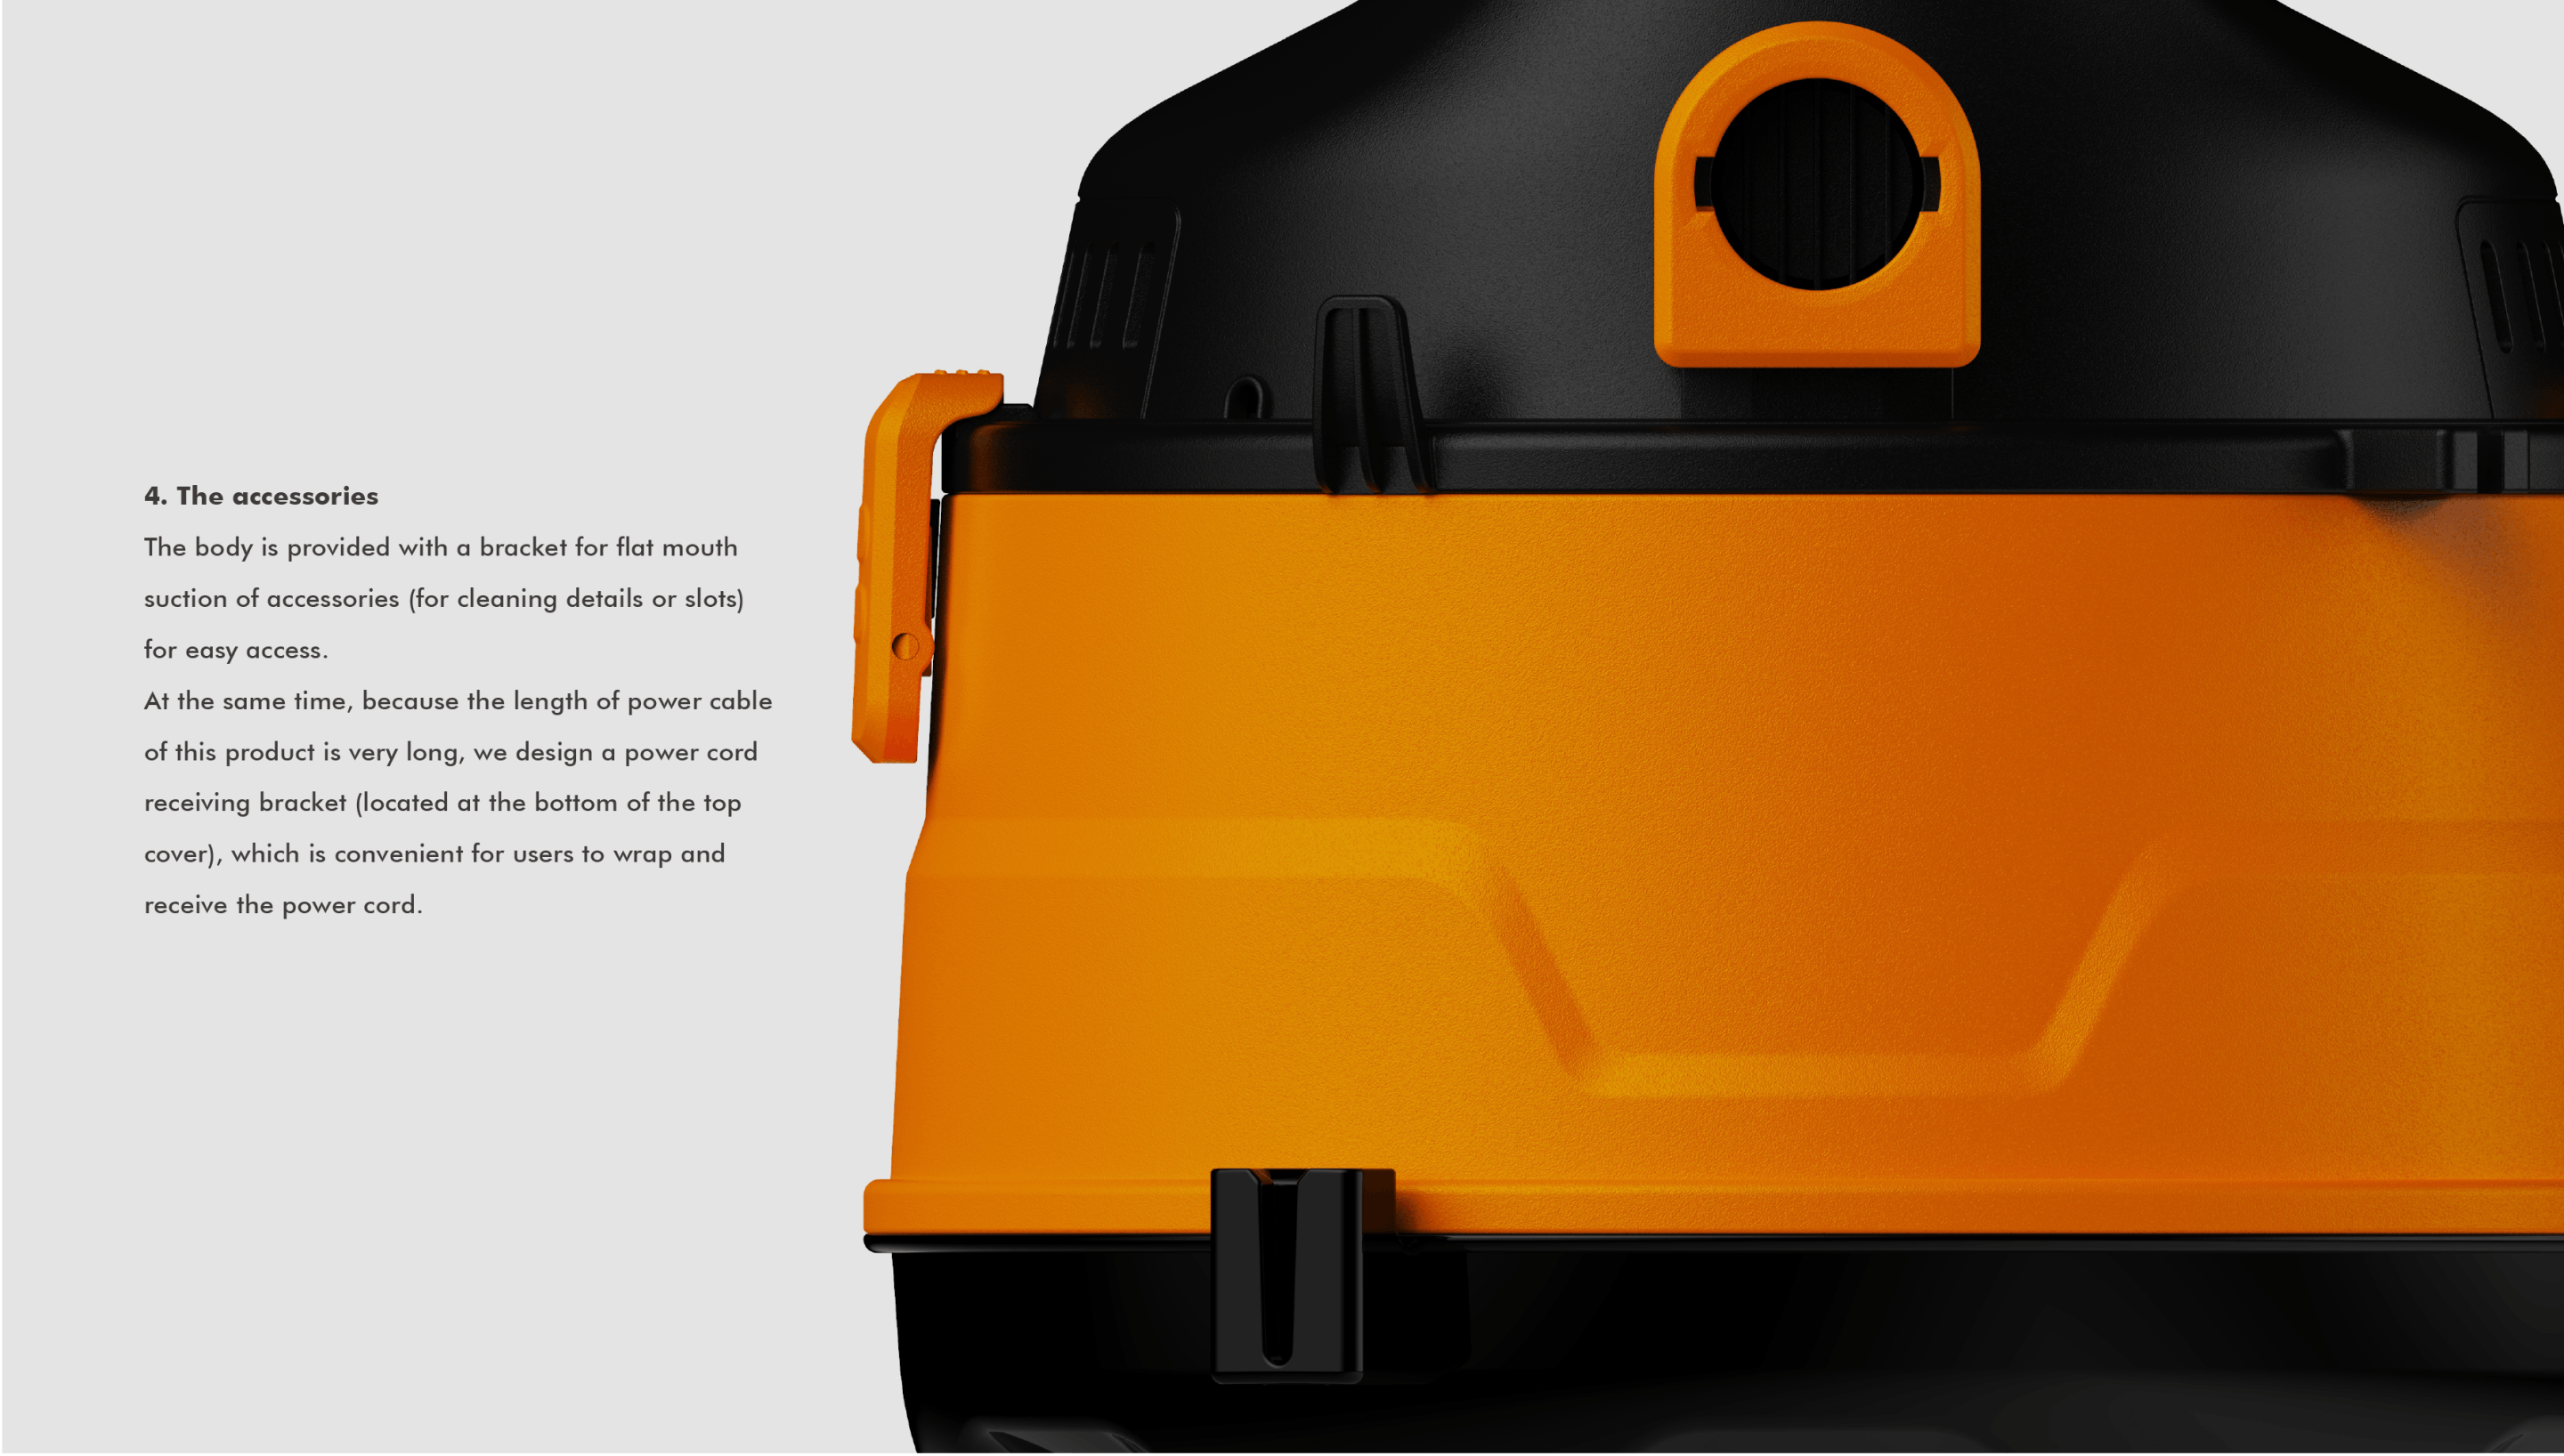 4. The accessories
The body is provided with a bracket for flat mouth
suction of accessories (for cleaning details or slots)
for easy access.
At the same time, because the length of power cable
of this product is very long, we design a power cord
receiving bracket (located at the bottom of the top
cover), which is convenient for users to wrap and
receive the power cord.